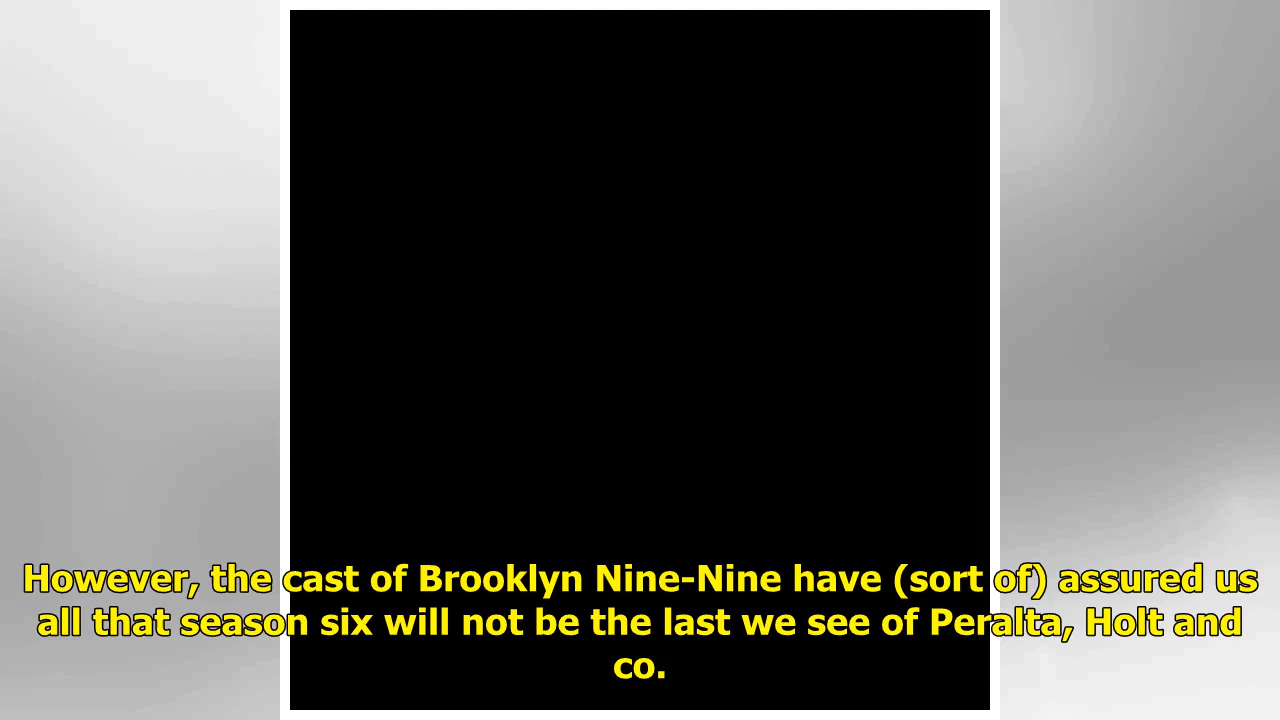 However, the cast of Brooklyn Nine-Nine have (sort of) assured us
all that season six will not be the last we see of Peralta, Holt and
co.